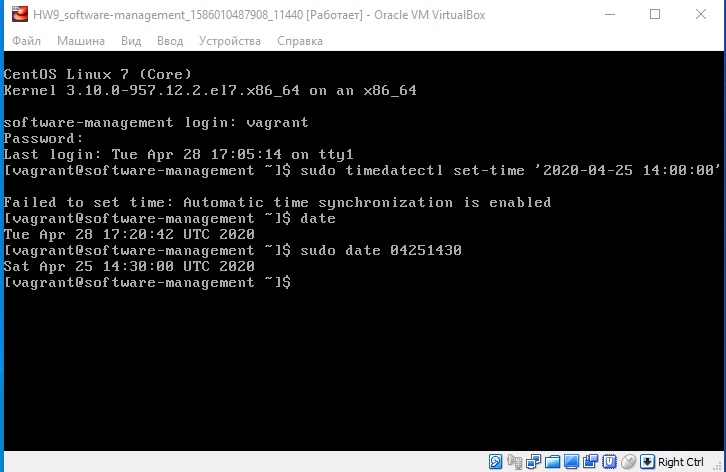 HW9_software-management_1586010487908_11440 [Работает] - Oracle VM VirtualBox
Файл Машина Вид Ввод Устройства Справка
CentOS Linux 7 (Core)
Kernel 3.10.0-957.12.2.el7.x86_64 on an x86_64
software-management login: vagrant
Password:
Last login: Tue Apr 28 17:05:14 on tty1
[vagrant@software-management ~]$ sudo timedatectl set-time '2020-04-25 14:00:00'
Failed to set time: Automatic time synchronization is enabled
[vagrant@software-management ~]$ date
Tue Apr 28 17:20:42 UTC 2020
[vagrant@software-management ~]$ sudo date 04251430
Sat Apr 25 14:30:00 UTC 2020
[vagrant@software-management ~]$
Right Ctrl